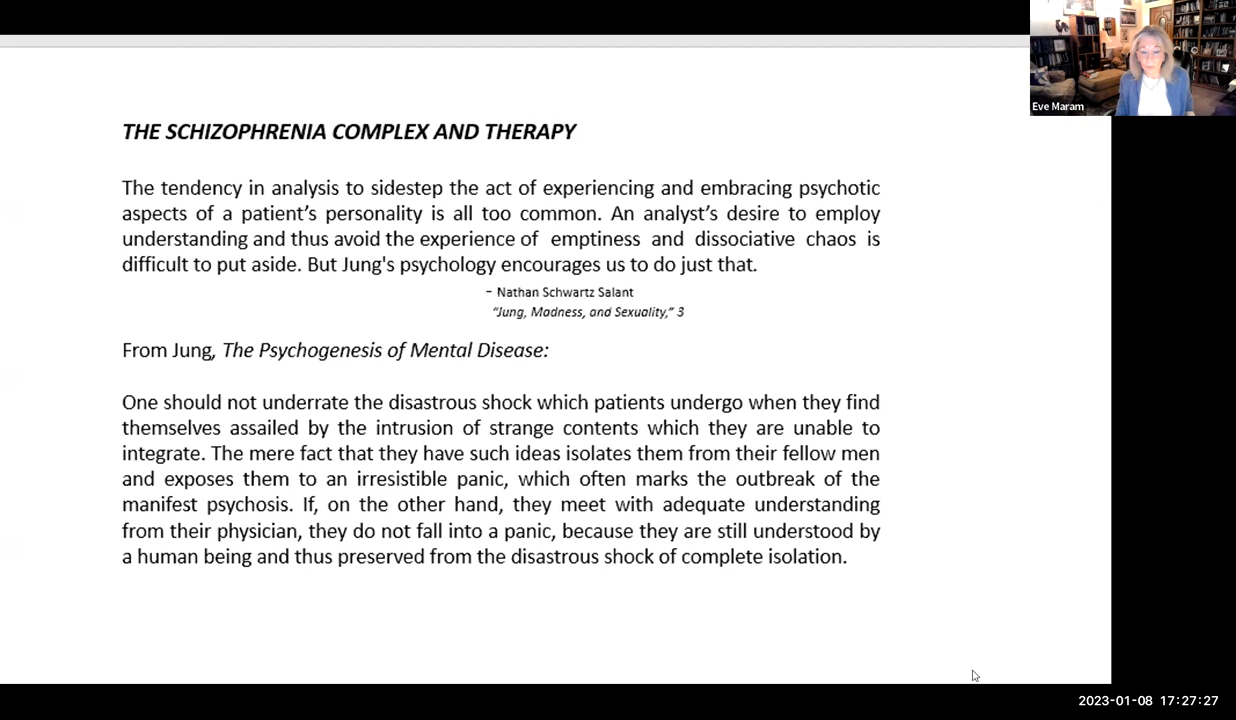 Eve Maram
THE SCHIZOPHRENIA COMPLEX AND THERAPY
The tendency in analysis to sidestep the act of experiencing and embracing psychotic
aspects of a patient's personality is all too common. An analyst's desire to employ
understanding and thus avoid the experience of emptiness and dissociative chaos is
difficult to put aside. But Jung's psychology encourages us to do just that.
– Nathan Schwartz Salant
"Jung, Madness, and Sexuality," 3
From Jung, The Psychogenesis of Mental Disease:
One should not underrate the disastrous shock which patients undergo when they find
themselves assailed by the intrusion of strange contents which they are unable to
integrate. The mere fact that they have such ideas isolates them from their fellow men
and exposes them to an irresistible panic, which often marks the outbreak of the
manifest psychosis. If, on the other hand, they meet with adequate understanding
from their physician, they do not fall into a panic, because they are still understood by
a human being and thus preserved from the disastrous shock of complete isolation.
2023-01-08 17:27:27